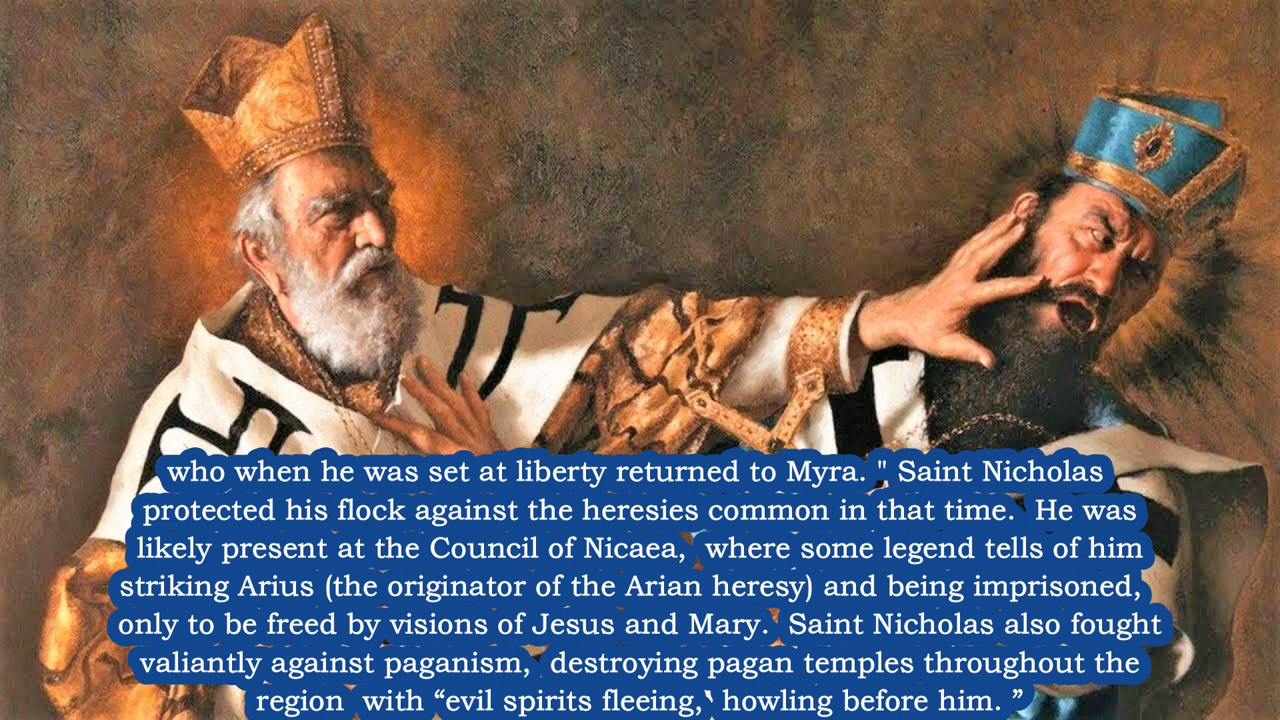 who when he was set at liberty returned to Myra. " Saint Nicholas
protected his flock against the heresies common in that time. He was
likely present at the Council of Nicaea, where some legend tells of him
striking Arius (the originator of the Arian heresy) and being imprisoned,
only to be freed by visions of Jesus and Mary. Saint Nicholas also fought
valiantly against paganism, destroying pagan temples throughout the
region with “evil spirits fleeing, howling before him. ”